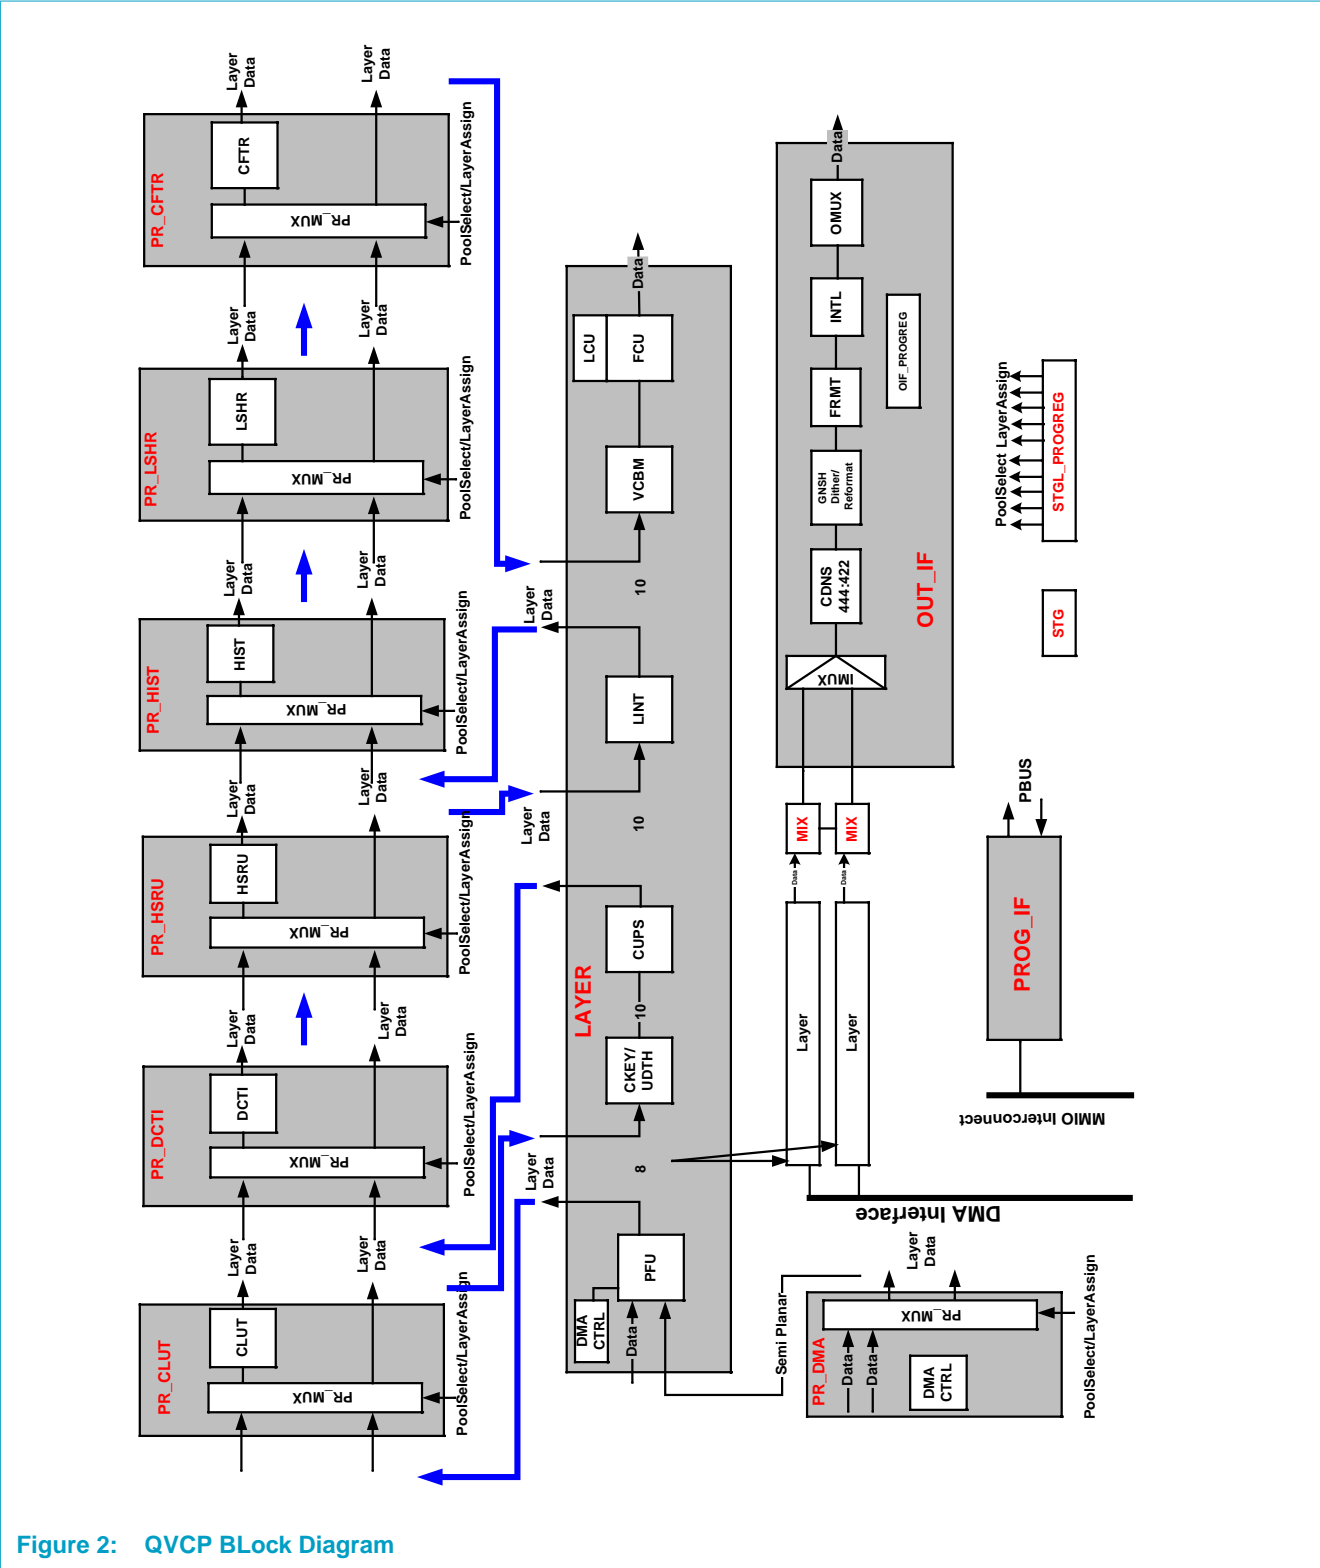 Layer
Data
Layer
Data
PR_CFTR
CFTR
PR_MUX
PoolSelect/LayerAssign
Layer
Data
Layer
Data
PR_LSHR
LSHR
PR_MUX
PoolSelect/LayerAssign
Layer
Data
Layer
Data
PR_HIST
HIST
PR_MUX
PoolSelect/LayerAssign
Layer
Data
Layer
Data
PR_HSRU
HSRU
PR_MUX
PoolSelect/LayerAssign
Layer
Data
Layer
Data
PR_DCTI
DCTI
PR_MUX
PoolSelect/LayerAssign
Layer
Data
Layer
Data
PR_CLUT
CLUT
PR_MUX
PoolSelect/LayerAssign
Data
LCU
FCU
VCBM
10
Layer
Data
LINT
10
Layer
Data
CUPS
LAYER
10
CKEY/
UDTH
8
Layer
Data
PFU
DMA
CTRL
Data
Data
OMUX
INTL
OIF_PROGREG
FRMT
GNSH
Dither/
Reformat
CDNS
444:422
OUT_IF
IMUX
MIX
MIX
Data
Data
Layer
Layer
DMA Interface
Semi Planar
Layer
Data
PR_DMA
PR_MUX
Data
Data
DMA
CTRL
PoolSelect/LayerAssign
PoolSelect LayerAssign
STGL_PROGREG
STG
PBUS
PROG_IF
MMIO Interconnect
Figure 2: QVCP BLock Diagram